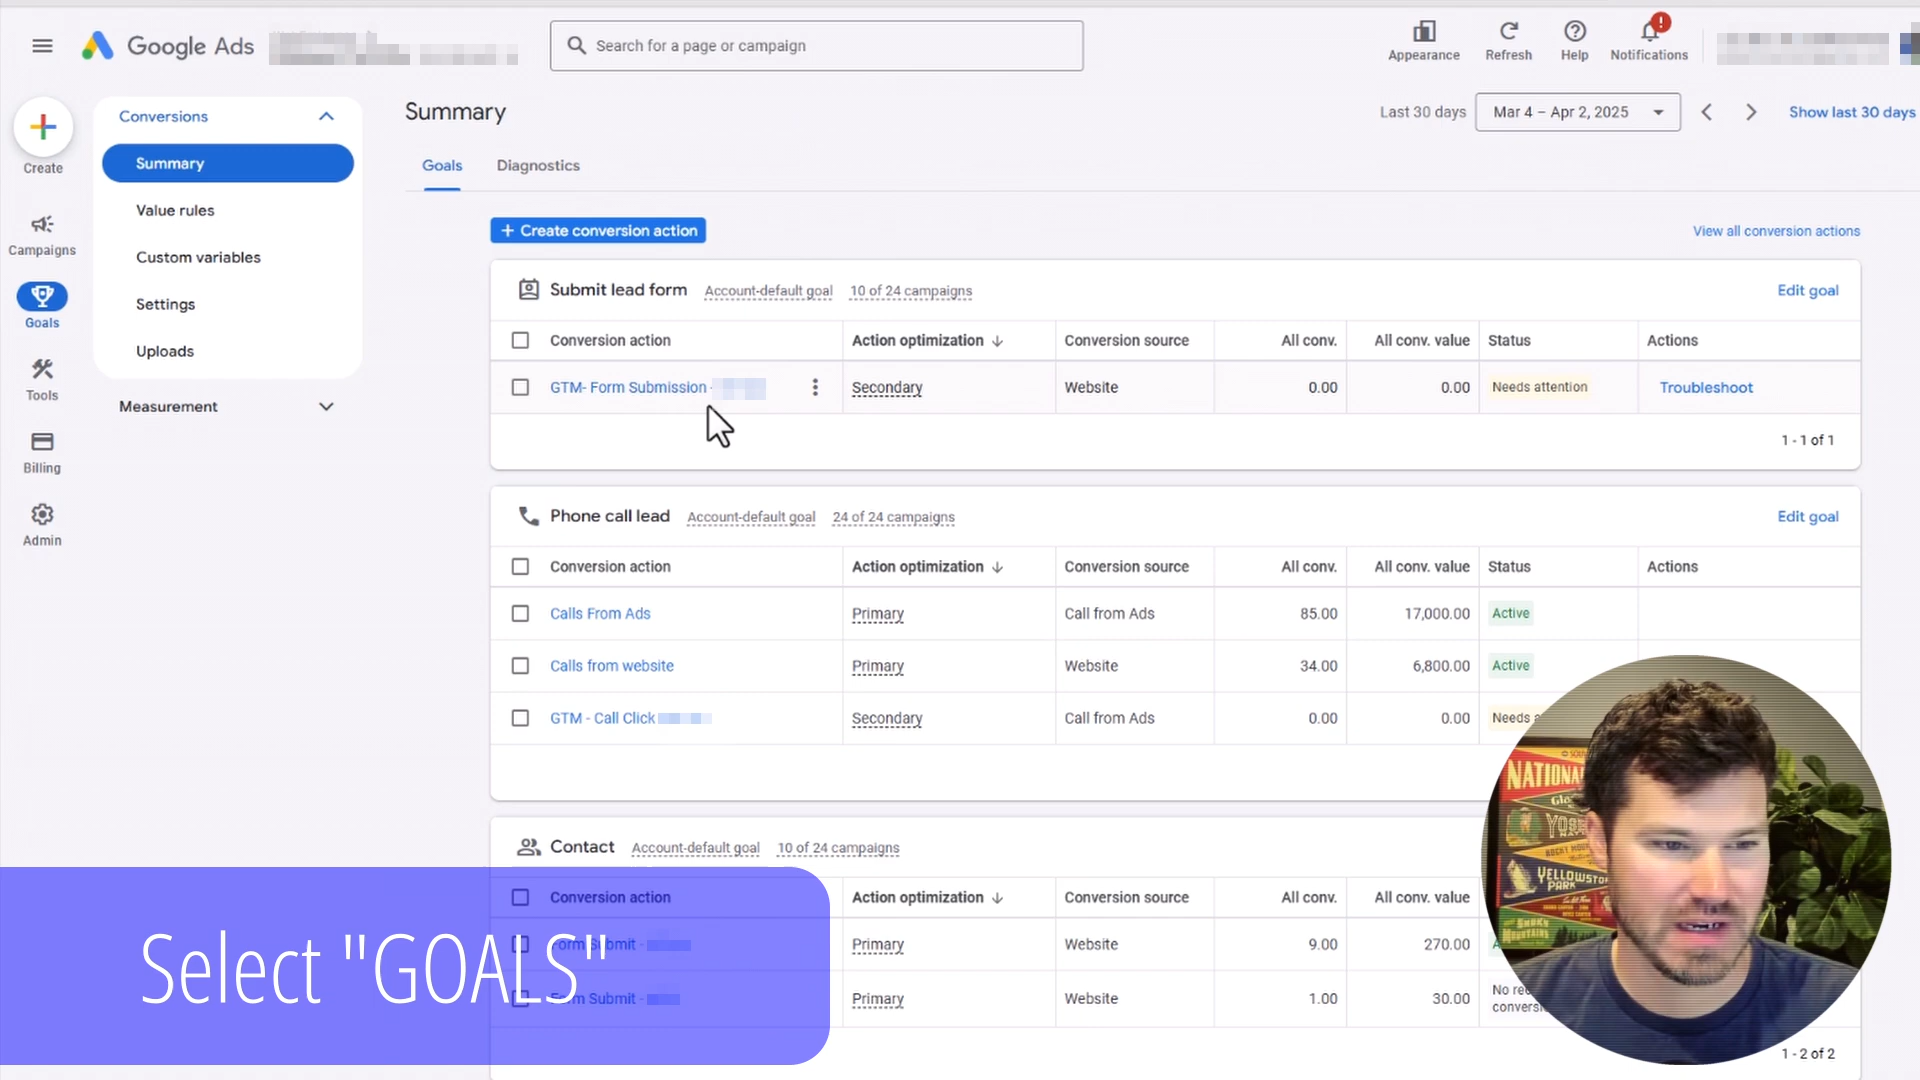 Google Ads
Search for a page or campaign
Appearance
Refresh
Help
Notifications
Create
Campaigns
Goals
Tools
Billing
Admin
Conversions
Summary
Value rules
Custom variables
Settings
Uploads
Measurement
Summary
Last 30 days
Mar 4 – Apr 2, 2025
Show last 30 days
Goals
Diagnostics
+ Create conversion action
View all conversion actions
Submit lead form Account-default goal 10 of 24 campaigns Edit goal
Conversion action Action optimization Conversion source All conv. All conv. value Status Actions
GTM- Form Submission - Secondary Website 0.00 0.00 Needs attention Troubleshoot
1 - 1 of 1
Phone call lead Account-default goal 24 of 24 campaigns Edit goal
Conversion action Action optimization Conversion source All conv. All conv. value Status Actions
Calls From Ads Primary Call from Ads 85.00 17,000.00 Active
Calls from website Primary Website 34.00 6,800.00 Active
GTM - Call Click Secondary Call from Ads 0.00 0.00 Needs
Contact Account-default goal 10 of 24 campaigns
Conversion action Action optimization Conversion source All conv. All conv. value
Form Submit - Primary Website 9.00 270.00
Form Submit - Primary Website 1.00 30.00 No
1 - 2 of 2
Select "GOALS"
NATIONA
YELLOWSTO
PARK